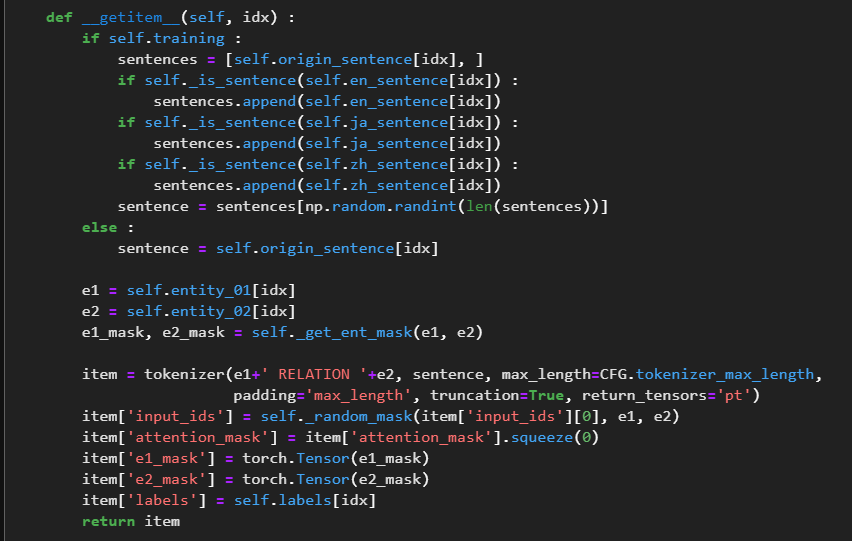 def __getitem__(self, idx) :
    if self.training :
        sentences = [self.origin_sentence[idx], ]
        if self._is_sentence(self.en_sentence[idx]) :
            sentences.append(self.en_sentence[idx])
        if self._is_sentence(self.ja_sentence[idx]) :
            sentences.append(self.ja_sentence[idx])
        if self._is_sentence(self.zh_sentence[idx]) :
            sentences.append(self.zh_sentence[idx])
        sentence = sentences[np.random.randint(len(sentences))]
    else :
        sentence = self.origin_sentence[idx]

    e1 = self.entity_01[idx]
    e2 = self.entity_02[idx]
    e1_mask, e2_mask = self._get_ent_mask(e1, e2)

    item = tokenizer(e1+' RELATION '+e2, sentence, max_length=CFG.tokenizer_max_length,
                     padding='max_length', truncation=True, return_tensors='pt')
    item['input_ids'] = self._random_mask(item['input_ids'][0], e1, e2)
    item['attention_mask'] = item['attention_mask'].squeeze(0)
    item['e1_mask'] = torch.Tensor(e1_mask)
    item['e2_mask'] = torch.Tensor(e2_mask)
    item['labels'] = self.labels[idx]
    return item